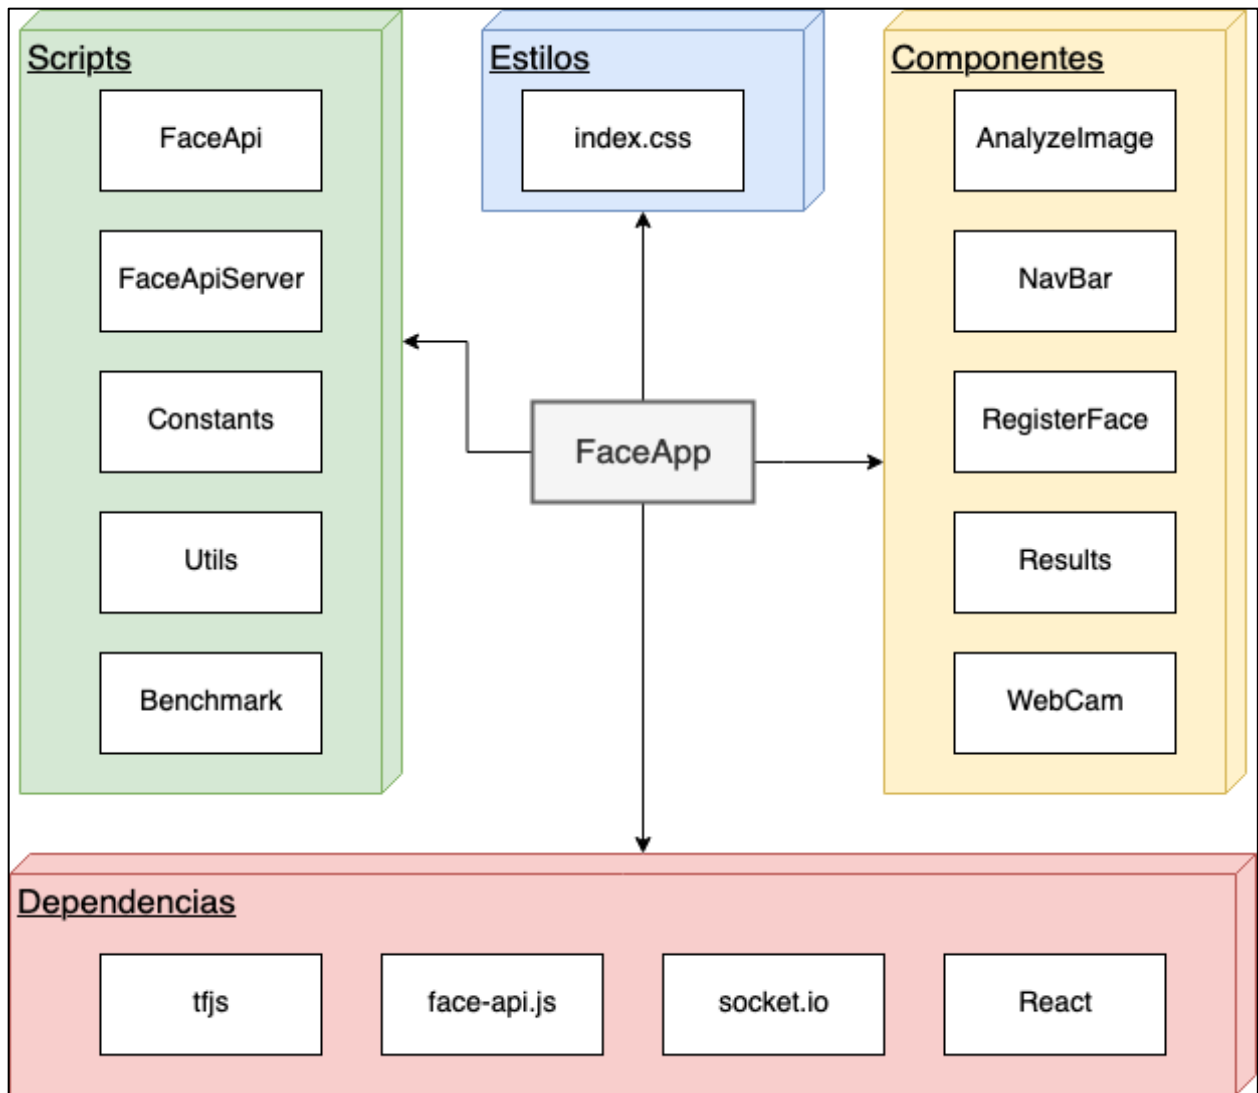 Scripts
FaceApi
FaceApiServer
Constants
Utils
Benchmark
Estilos
index.css
Componentes
AnalyzeImage
NavBar
RegisterFace
Results
WebCam
FaceApp
Dependencias
tfjs
face-api.js
socket.io
React